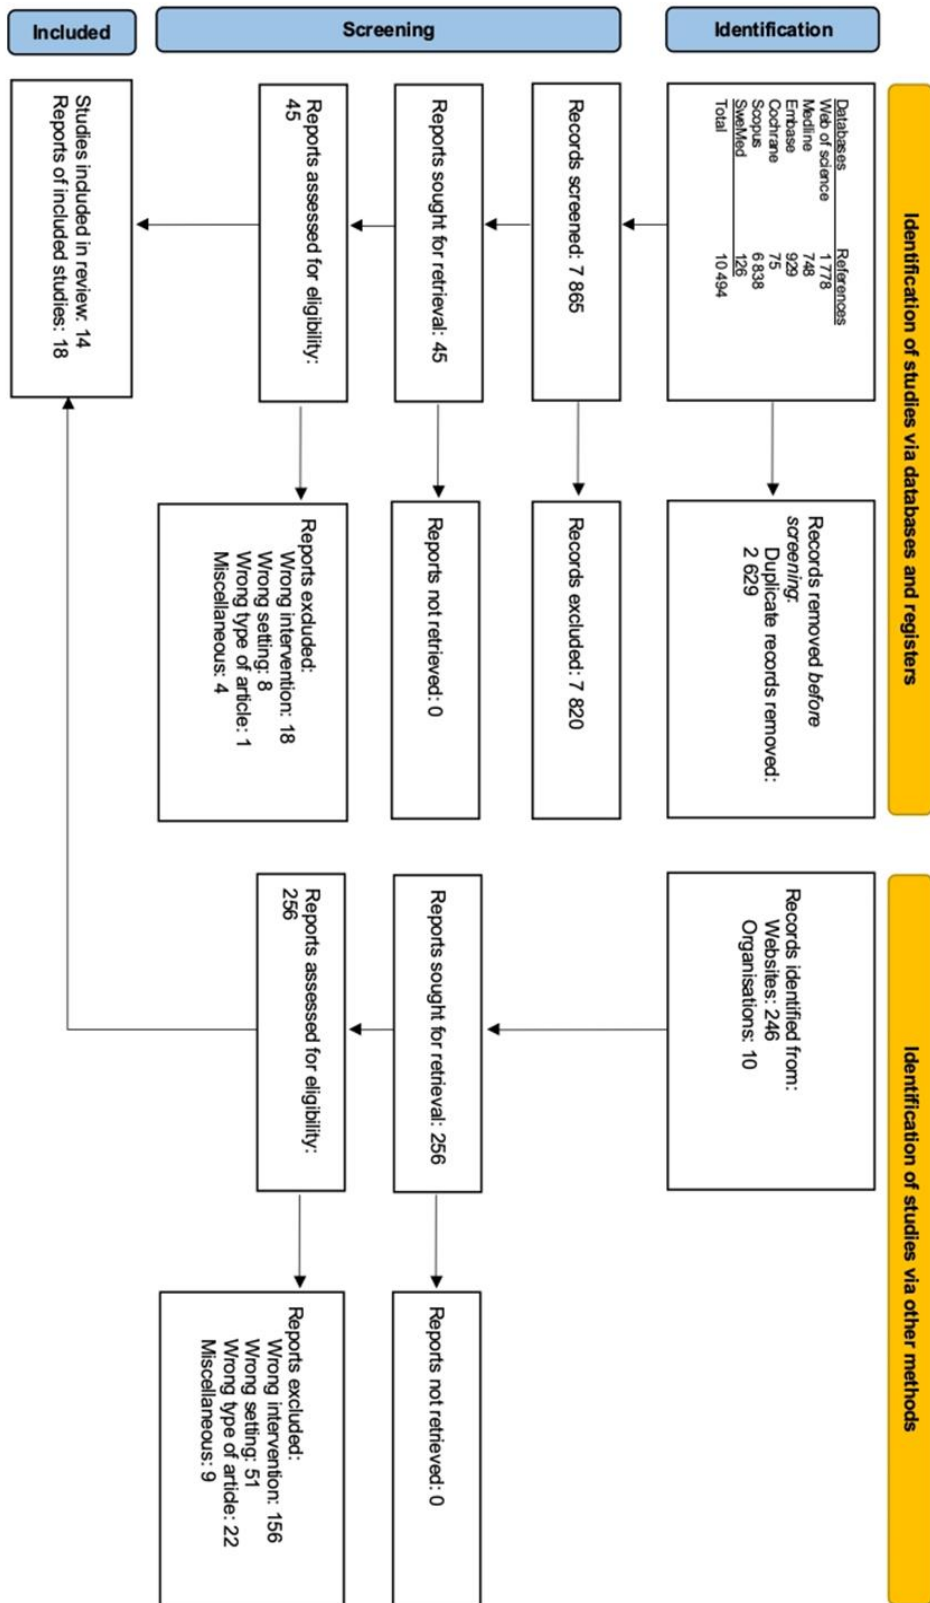 Identification of studies via databases and registers
Identification of studies via other methods
Identification
Databases References
Web of science 1 778
Medline 748
Embase 929
Cochrane 75
Scopus 6 838
SweMed 126
Total 10 494
Records removed before
screening:
Duplicate records removed:
2 629
Records identified from:
Websites: 246
Organisations: 10
Screening
Records screened: 7 865
Records excluded: 7 820
Reports sought for retrieval: 45
Reports not retrieved: 0
Reports sought for retrieval: 256
Reports not retrieved: 0
Reports assessed for eligibility:
45
Reports excluded:
Wrong intervention: 18
Wrong setting: 8
Wrong type of article: 1
Miscellaneous: 4
Reports assessed for eligibility:
256
Reports excluded:
Wrong intervention: 156
Wrong setting: 51
Wrong type of article: 22
Miscellaneous: 9
Included
Studies included in review: 14
Reports of included studies: 18